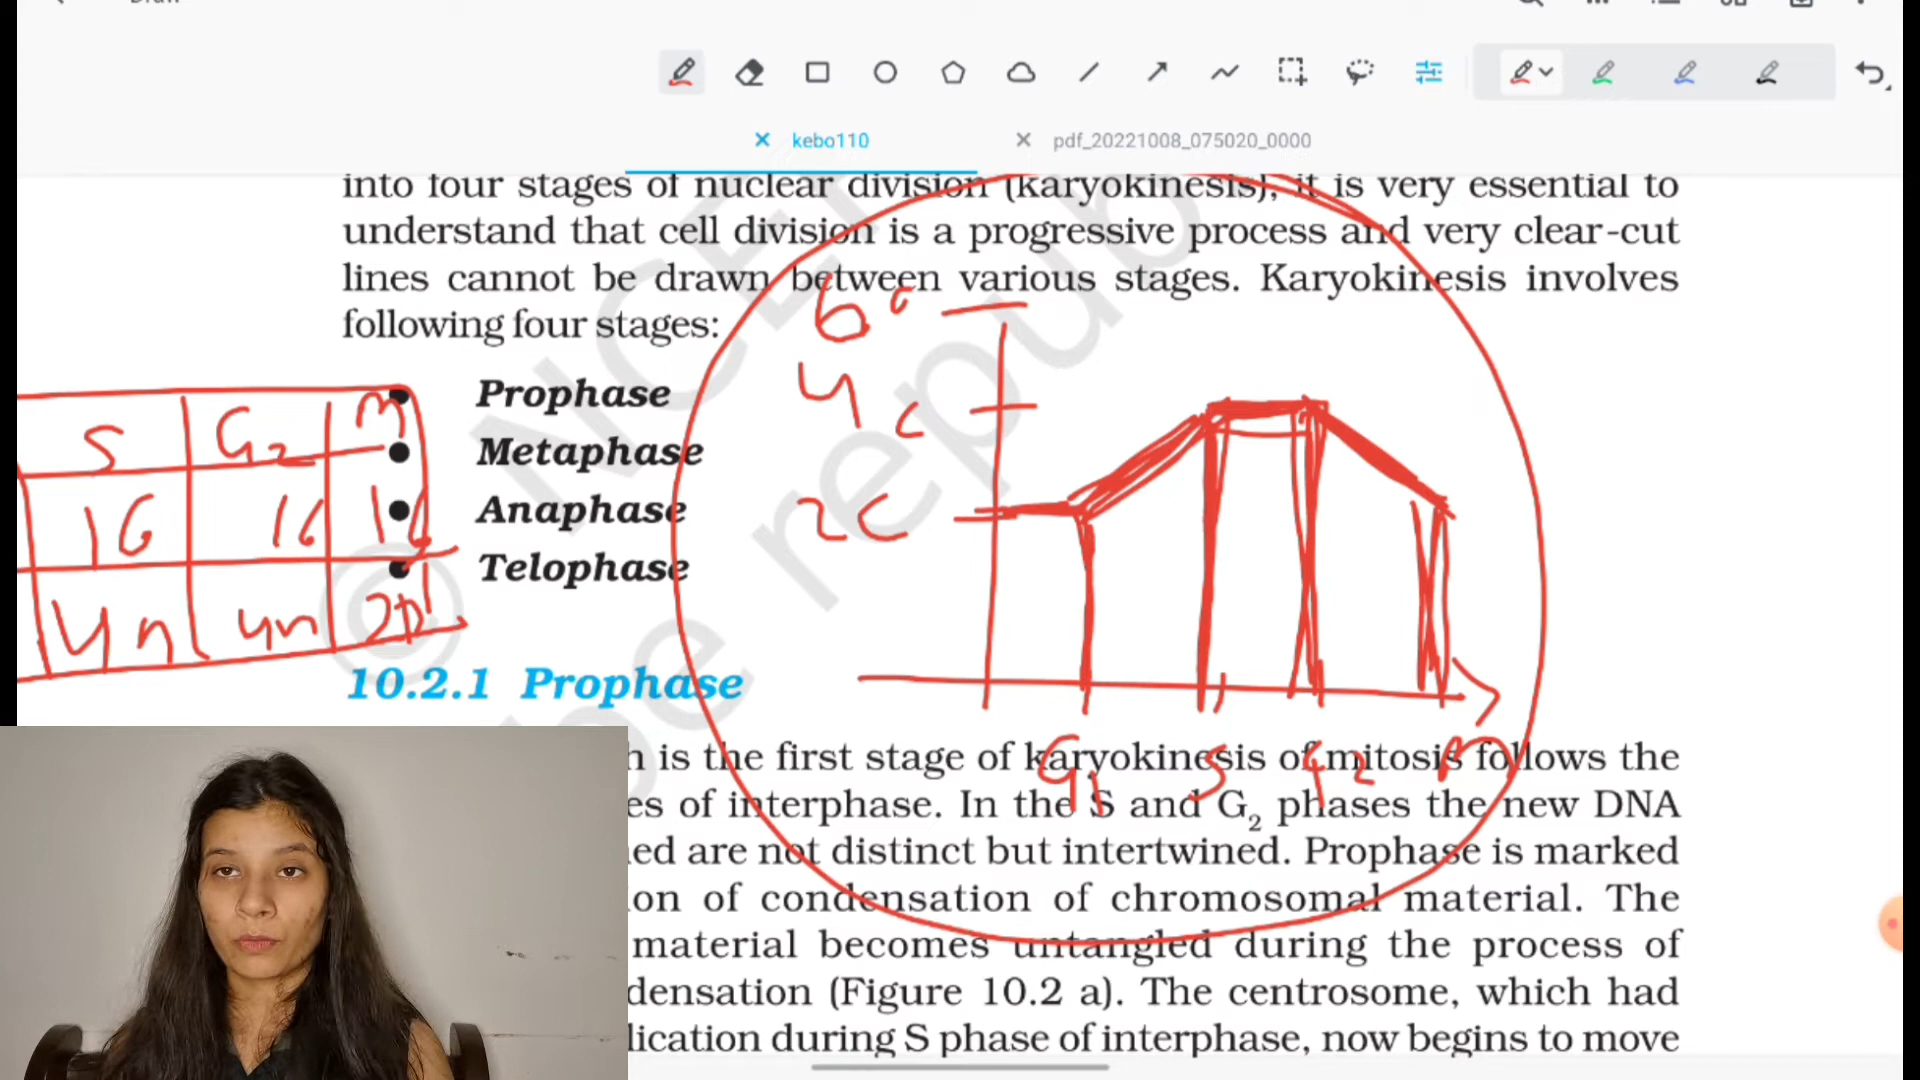 kebo110
pdf_20221008_075020_0000
into four stages of nuclear division (karyokinesis), it is very essential to
understand that cell division is a progressive process and very clear-cut
lines cannot be drawn between various stages. Karyokinesis involves
following four stages:
6c
4c
2c
S G2 M
16 16 16
4n 4n 2n
• Prophase
• Metaphase
• Anaphase
• Telophase
10.2.1 Prophase
G1 S G2 M
h is the first stage of karyokinesis of mitosis follows the
es of interphase. In the S and G2 phases the new DNA
ed are not distinct but intertwined. Prophase is marked
on of condensation of chromosomal material. The
material becomes untangled during the process of
densation (Figure 10.2 a). The centrosome, which had
lication during S phase of interphase, now begins to move
© NCE
be repub